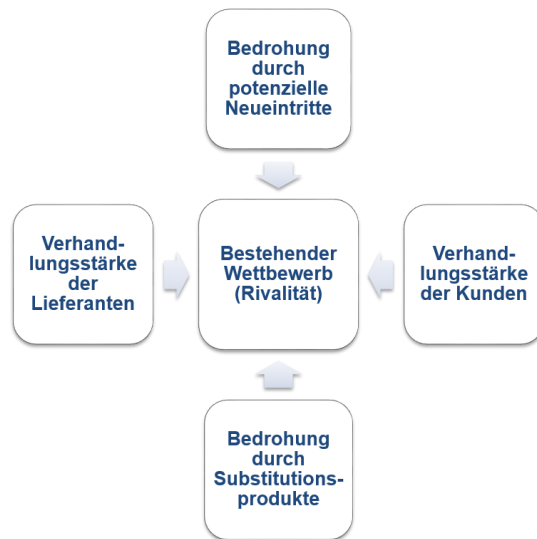 Bedrohung
durch
potenzielle
Neueintritte
Verhand-
lungsstärke
der
Lieferanten
Bestehender
Wettbewerb
(Rivalität)
Verhand-
lungsstärke
der Kunden
Bedrohung
durch
Substitutions-
produkte